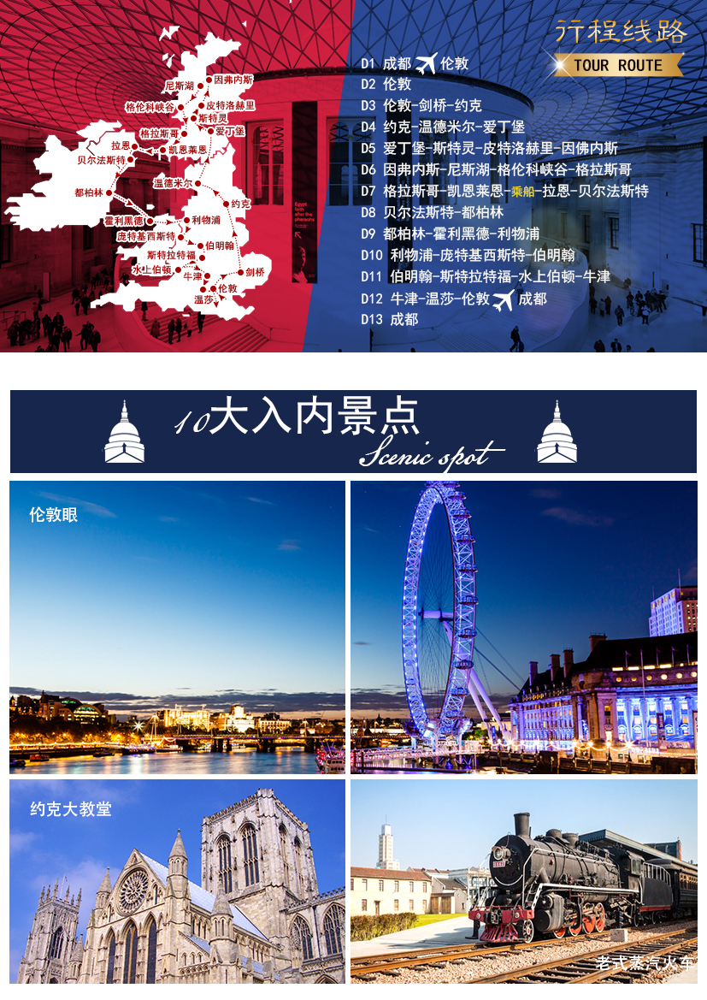 行程线路
TOUR ROUTE
D1 成都 伦敦
D2 伦敦
D3 伦敦-剑桥-约克
D4 约克-温德米尔-爱丁堡
D5 爱丁堡-斯特灵-皮特洛赫里-因佛内斯
D6 因弗内斯-尼斯湖-格伦科峡谷-格拉斯哥
D7 格拉斯哥-凯恩莱恩-乘船-拉恩-贝尔法斯特
D8 贝尔法斯特-都柏林
D9 都柏林-霍利黑德-利物浦
D10 利物浦-庞特基西斯特-伯明翰
D11 伯明翰-斯特拉特福-水上伯顿-牛津
D12 牛津-温莎-伦敦 成都
D13 成都
因弗内斯
尼斯湖
格伦科峡谷
皮特洛赫里
斯特灵
格拉斯哥
爱丁堡
拉恩
凯恩莱恩
贝尔法斯特
温德米尔
都柏林
约克
霍利黑德
利物浦
庞特基西斯特
伯明翰
斯特拉特福
水上伯顿
牛津
剑桥
伦敦
温莎
Egypt
faith
after the
pharaohs
10大入内景点
Scenic spot
伦敦眼
约克大教堂
老式蒸汽火车